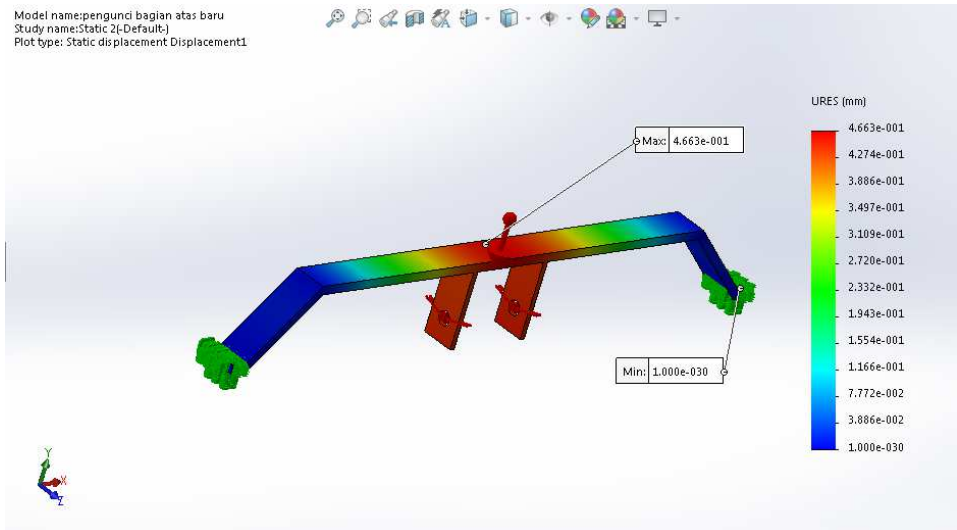 Model name:pengunci bagian atas baru
Study name:Static 2(-Default-)
Plot type: Static displacement Displacement1
URES (mm)
4.663e-001
4.274e-001
3.886e-001
3.497e-001
3.109e-001
2.720e-001
2.332e-001
1.943e-001
1.554e-001
1.166e-001
7.772e-002
3.886e-002
1.000e-030
Max: 4.663e-001
Min: 1.000e-030
Y
X
Z